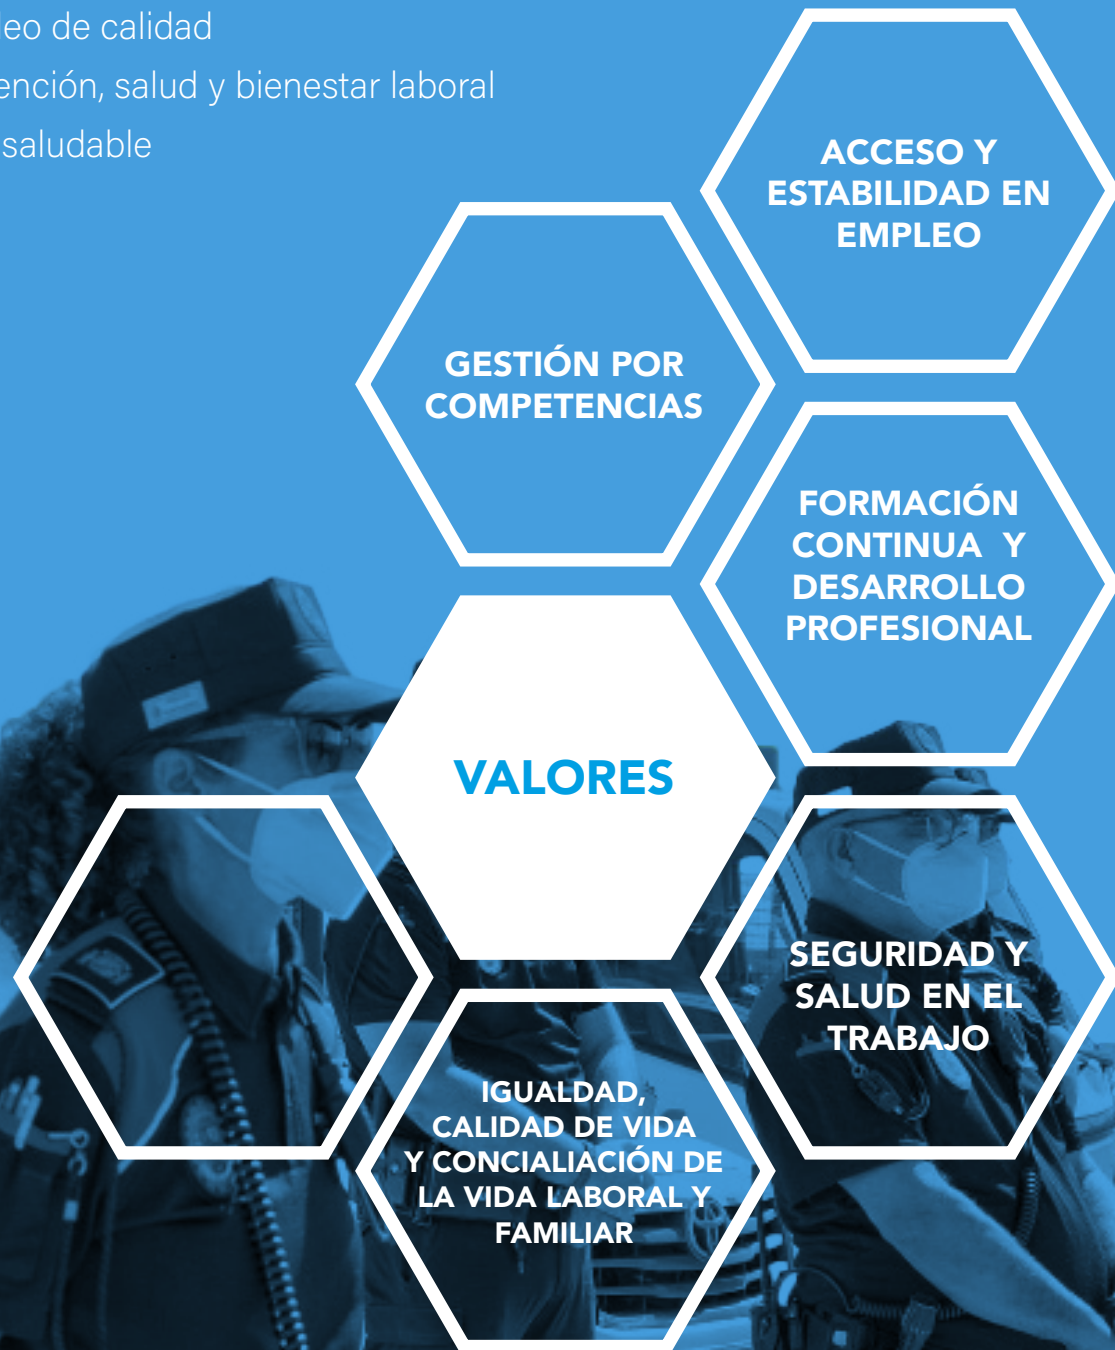 leo de calidad
ención, salud y bienestar laboral
saludable
ACCESO Y
ESTABILIDAD EN
EMPLEO
GESTIÓN POR
COMPETENCIAS
FORMACIÓN
CONTINUA Y
DESARROLLO
PROFESIONAL
VALORES
SEGURIDAD Y
SALUD EN EL
TRABAJO
IGUALDAD,
CALIDAD DE VIDA
Y CONCIALIACIÓN DE
LA VIDA LABORAL Y
FAMILIAR